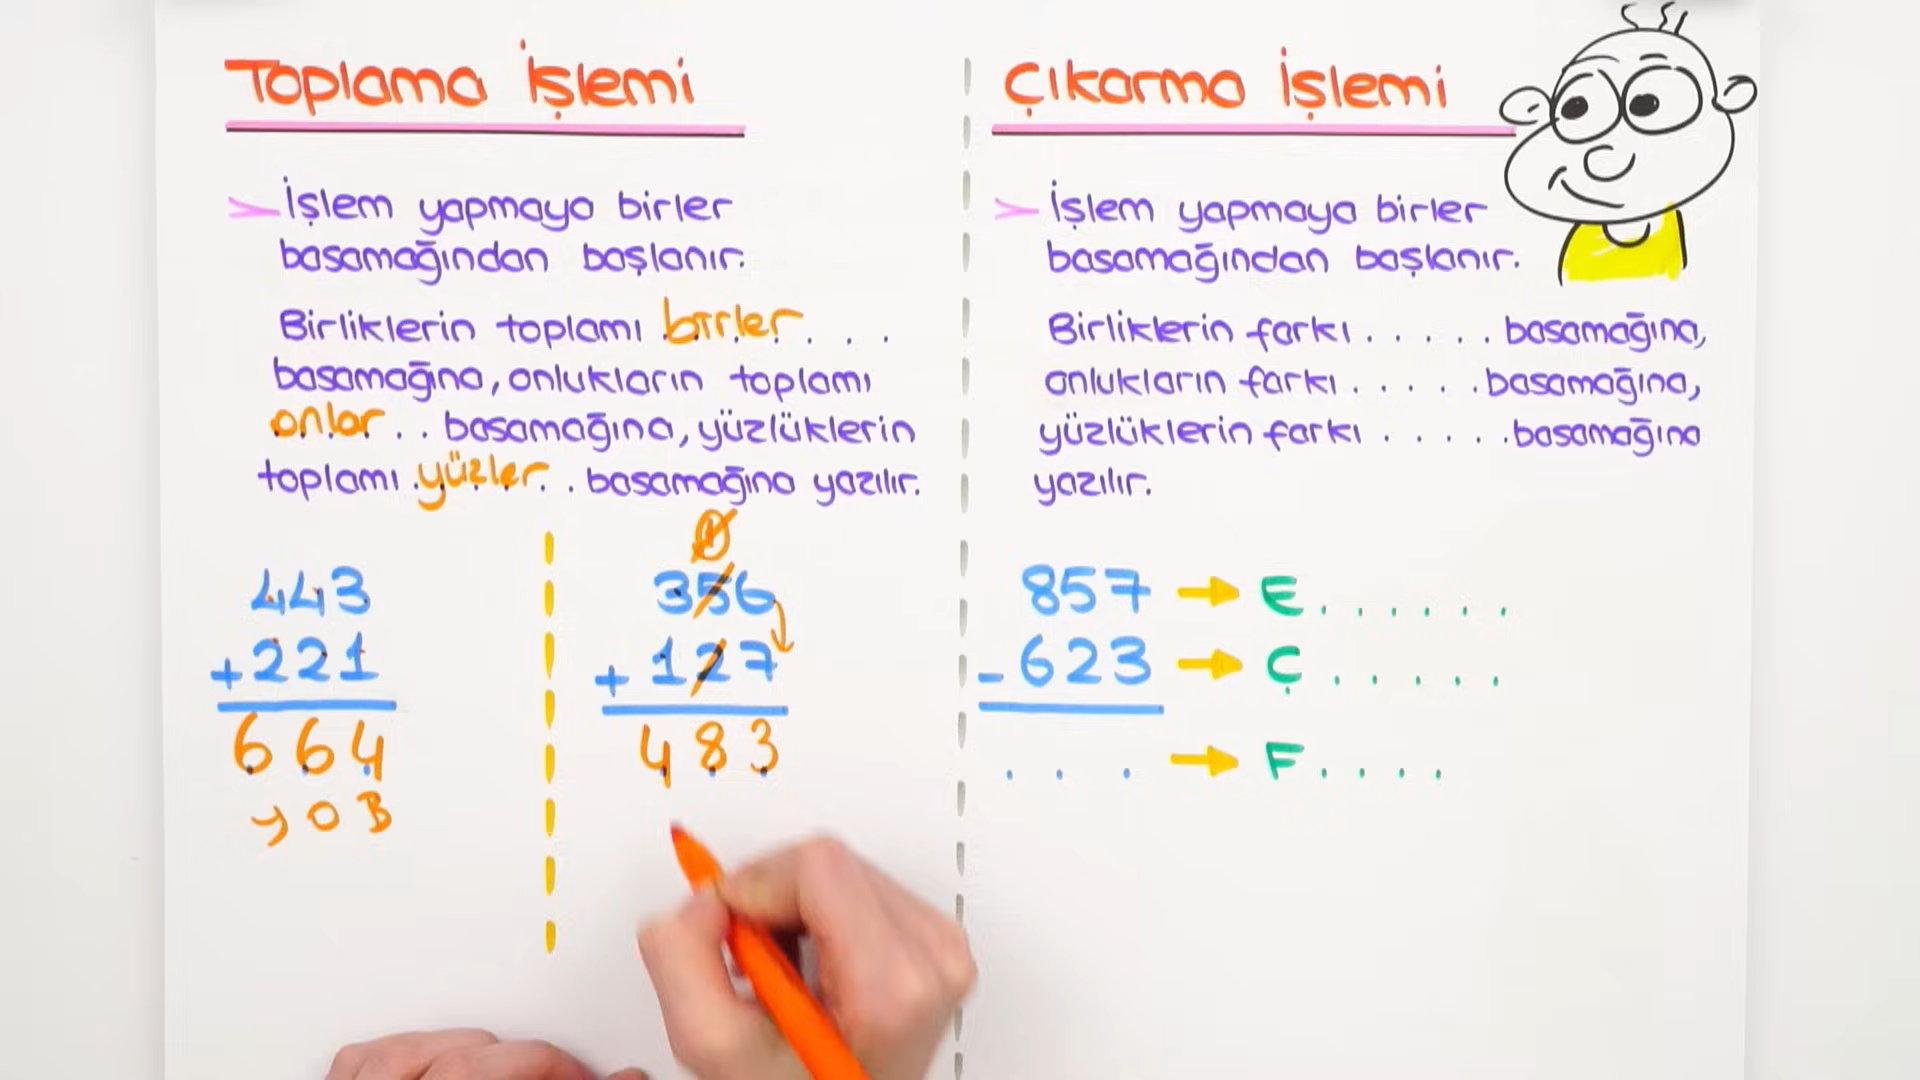 Toplama İşlemi
İşlem yapmaya birler
basamağından başlanır.
Birliklerin toplamı birler . . .
basamağına, onlukların toplamı
onlar . . basamağına, yüzlüklerin
toplamı . yüzler . . basamağına yazılır.
443
+221
664
Y O B
1
356
+ 127
483
Çıkarma İşlemi
İşlem yapmaya birler
basamağından başlanır.
Birliklerin farkı . . . . . basamağına,
onlukların farkı . . . . . basamağına,
yüzlüklerin farkı . . . . . basamağına
yazılır.
857 → E . . . . . .
- 623 → Ç . . . . .
. . . → F . . . .